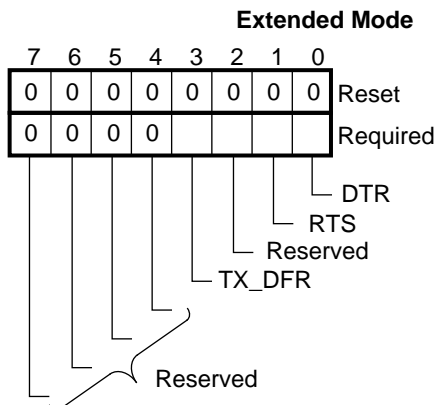 Extended Mode
7 6 5 4 3 2 1 0
0 0 0 0 0 0 0 0 Reset
0 0 0 0 Required
DTR
RTS
Reserved
TX_DFR
Reserved